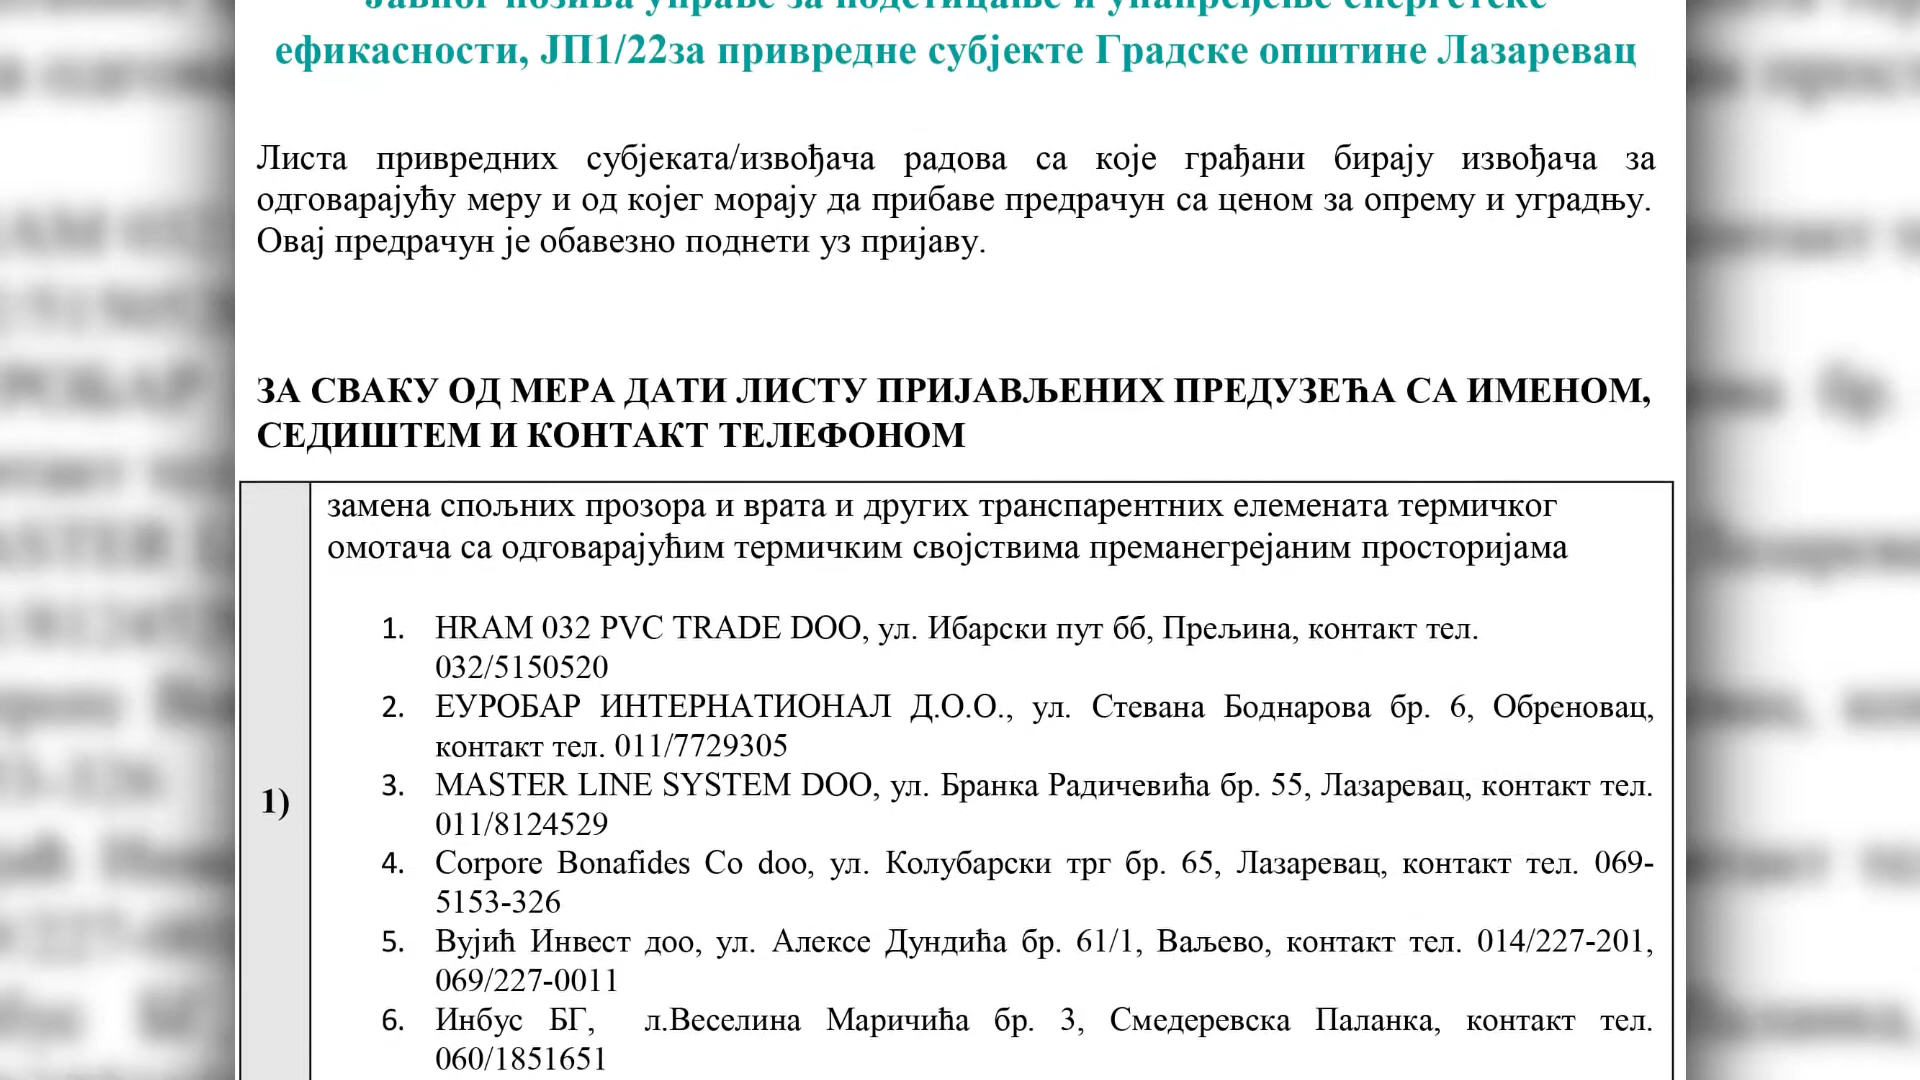 Јавног позива управе за подстицање и унапређење енергетске
ефикасности, ЈП1/22за привредне субјекте Градске општине Лазаревац
Листа привредних субјеката/извођача радова са које грађани бирају извођача за
одговарајућу меру и од којег морају да прибаве предрачун са ценом за опрему и уградњу.
Овај предрачун је обавезно поднети уз пријаву.
ЗА СВАКУ ОД МЕРА ДАТИ ЛИСТУ ПРИЈАВЉЕНИХ ПРЕДУЗЕЋА СА ИМЕНОМ,
СЕДИШТЕМ И КОНТАКТ ТЕЛЕФОНОМ
1)
замена спољних прозора и врата и других транспарентних елемената термичког
омотача са одговарајућим термичким својствима преманегрејаним просторијама
1. HRAM 032 PVC TRADE DOO, ул. Ибарски пут бб, Прељина, контакт тел.
032/5150520
2. ЕУРОБАР ИНТЕРНАТИОНАЛ Д.О.О., ул. Стевана Боднарова бр. 6, Обреновац,
контакт тел. 011/7729305
3. MASTER LINE SYSTEM DOO, ул. Бранка Радичевића бр. 55, Лазаревац, контакт тел.
011/8124529
4. Corpore Bonafides Co doo, ул. Колубарски трг бр. 65, Лазаревац, контакт тел. 069-
5153-326
5. Вујић Инвест доо, ул. Алексе Дундића бр. 61/1, Ваљево, контакт тел. 014/227-201,
069/227-0011
6. Инбус БГ, л.Веселина Маричића бр. 3, Смедеревска Паланка, контакт тел.
060/1851651